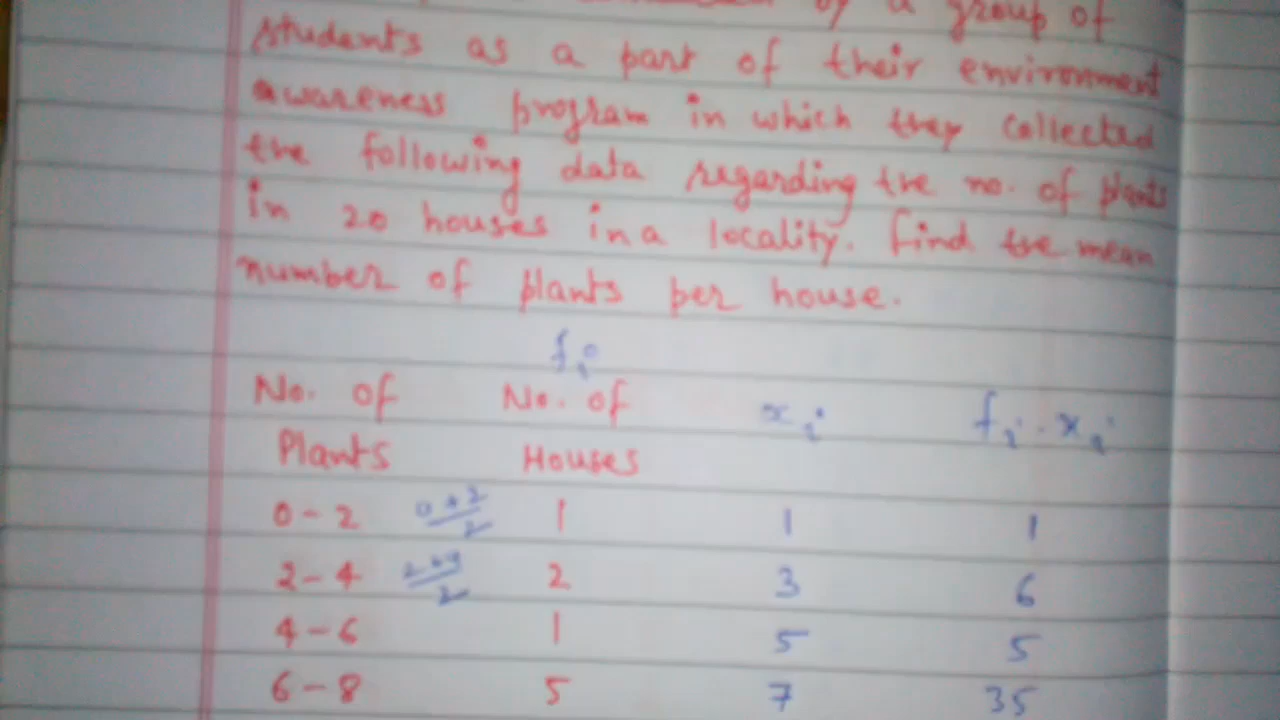 by a group of
students as a part of their environment
awareness program in which they collected
the following data regarding the no. of plants
in 20 houses in a locality. Find the mean
number of plants per house.
fi
No. of No. of xi fi . xi
Plants Houses
0-2 0+2/2 1 1 1
2-4 2+4/2 2 3 6
4-6 1 5 5
6-8 5 7 35